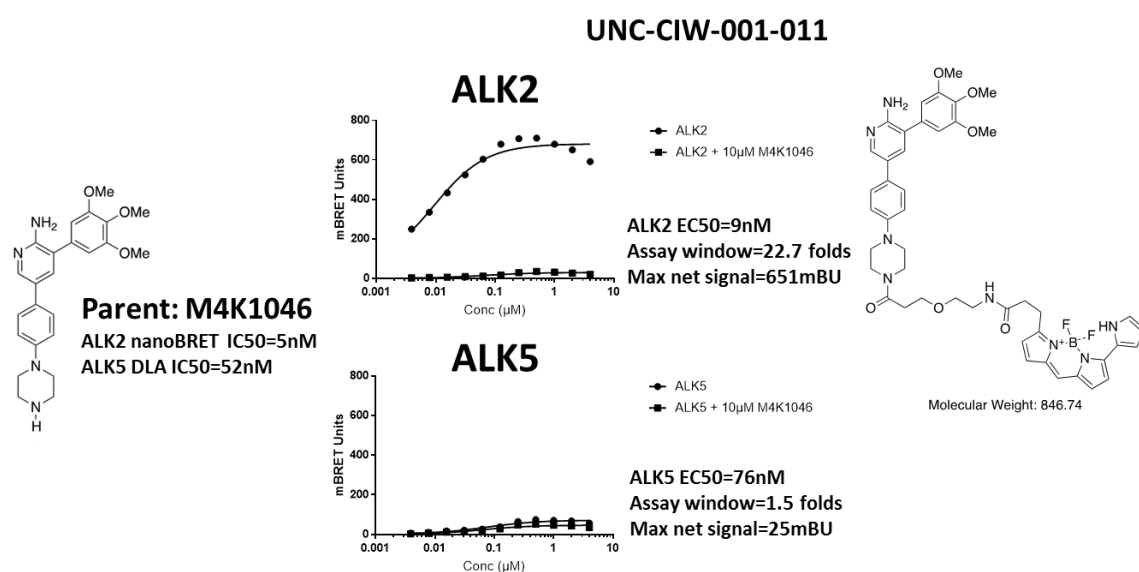 UNC-CIW-001-011
ALK2
800
600
400
200
0
mBRET Units
0.001
0.01
0.1
1
10
Conc (µM)
ALK2
ALK2 + 10µM M4K1046
ALK2 EC50=9nM
Assay window=22.7 folds
Max net signal=651mBU
OMe
NH2
OMe
N
OMe
N
N
H
Parent: M4K1046
ALK2 nanoBRET IC50=5nM
ALK5 DLA IC50=52nM
ALK5
800
600
400
200
0
mBRET Units
0.001
0.01
0.1
1
10
Conc (µM)
ALK5
ALK5 + 10µM M4K1046
ALK5 EC50=76nM
Assay window=1.5 folds
Max net signal=25mBU
OMe
NH2
OMe
N
OMe
N
N
O
O
H
N
O
F
F
HN
N+
B-
N
Molecular Weight: 846.74